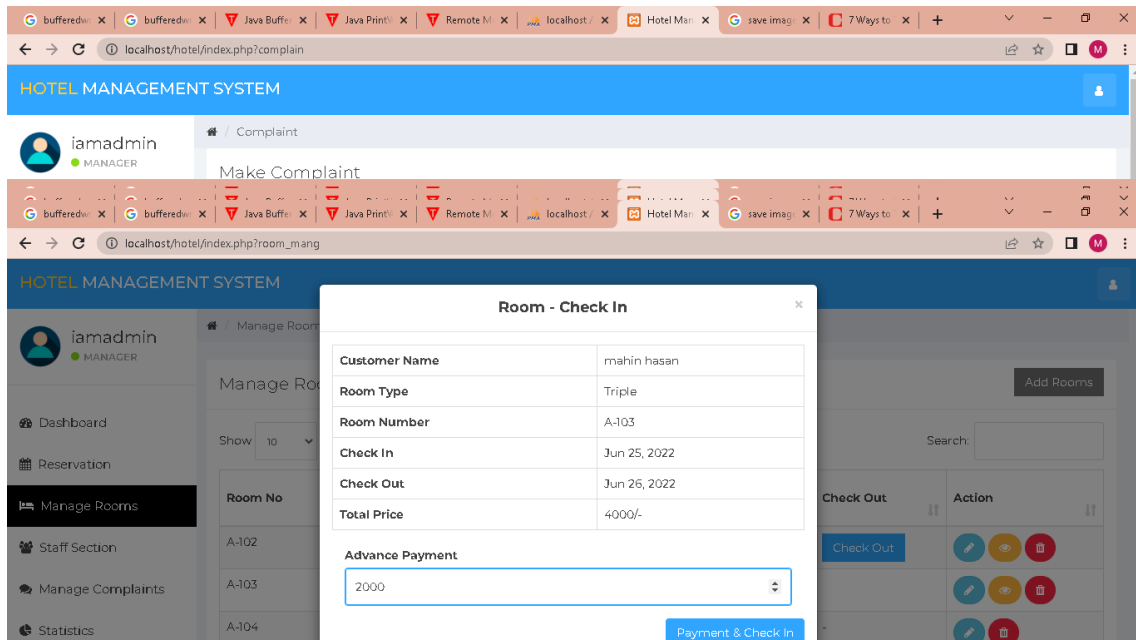 bufferedw
bufferedw
Java Buffer
Java Print
Remote M
localhost /
Hotel Man
save image
7 Ways to
localhost/hotel/index.php?complain
M
HOTEL MANAGEMENT SYSTEM
iamadmin
MANAGER
/ Complaint
Make Complaint
bufferedw
bufferedw
Java Buffer
Java Print
Remote M
localhost /
Hotel Man
save image
7 Ways to
localhost/hotel/index.php?room_mang
M
HOTEL MANAGEMENT SYSTEM
iamadmin
MANAGER
Dashboard
Reservation
Manage Rooms
Staff Section
Manage Complaints
Statistics
/ Manage Room
Manage Roo
Add Rooms
Show 10
Search:
Room No
Check Out
Action
A-102
Check Out
A-103
A-104
-
Room - Check In
×
Customer Name mahin hasan
Room Type Triple
Room Number A-103
Check In Jun 25, 2022
Check Out Jun 26, 2022
Total Price 4000/-
Advance Payment
2000
Payment & Check In